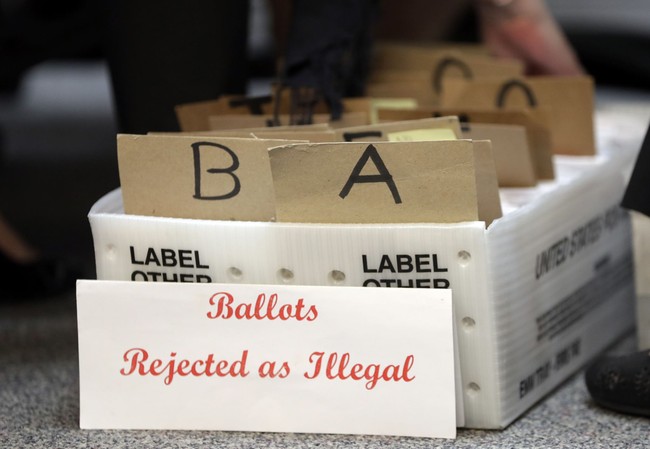 B A
LABEL LABEL
OTHER OTHER
UNITED STATES
Ballots
Rejected as Illegal